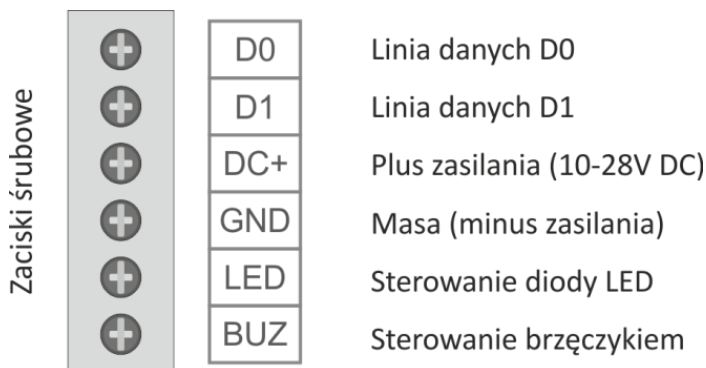 Zaciski śrubowe
D0 Linia danych D0
D1 Linia danych D1
DC+ Plus zasilania (10-28V DC)
GND Masa (minus zasilania)
LED Sterowanie diody LED
BUZ Sterowanie brzęczykiem